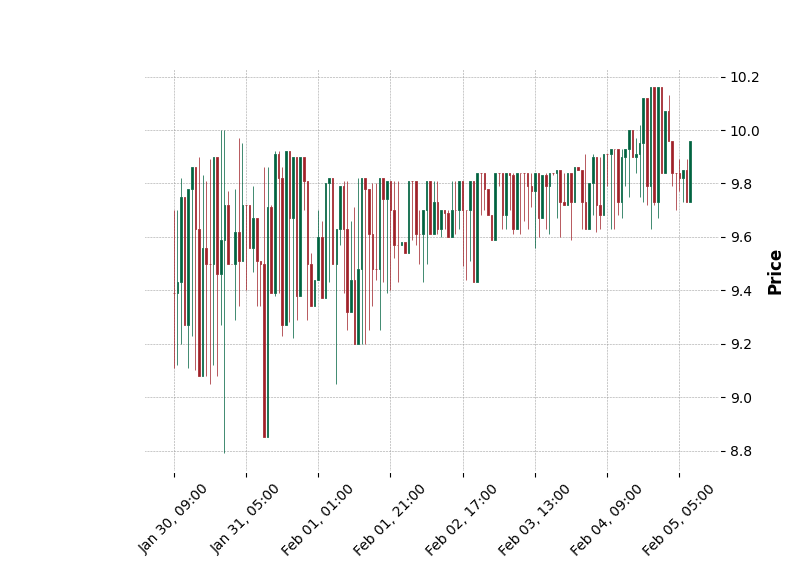 10.2
10.0
9.8
9.6
9.4
9.2
9.0
8.8
Price
Jan 30, 09:00
Jan 31, 05:00
Feb 01, 01:00
Feb 01, 21:00
Feb 02, 17:00
Feb 03, 13:00
Feb 04, 09:00
Feb 05, 05:00